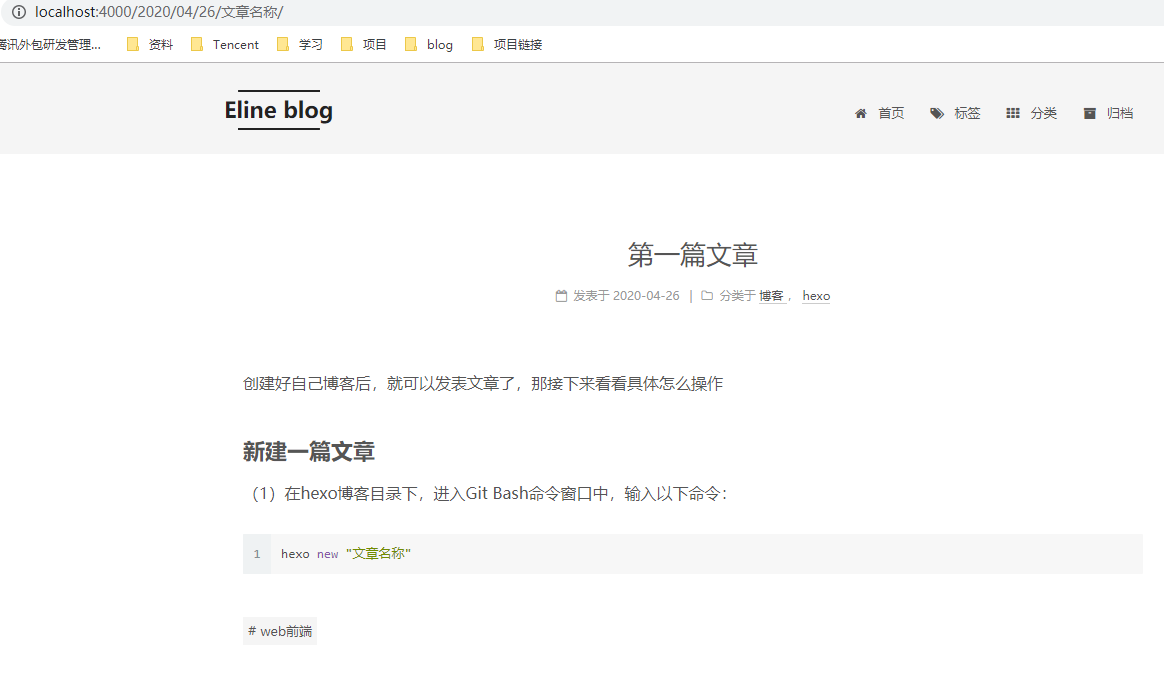 localhost:4000/2020/04/26/文章名称/
腾讯外包研发管理... 资料 Tencent 学习 项目 blog 项目链接
Eline blog
首页 标签 分类 归档
第一篇文章
发表于 2020-04-26 | 分类于 博客 ， hexo
创建好自己博客后，就可以发表文章了，那接下来看看具体怎么操作
新建一篇文章
（1）在hexo博客目录下，进入Git Bash命令窗口中，输入以下命令：
1 hexo new "文章名称"
# web前端